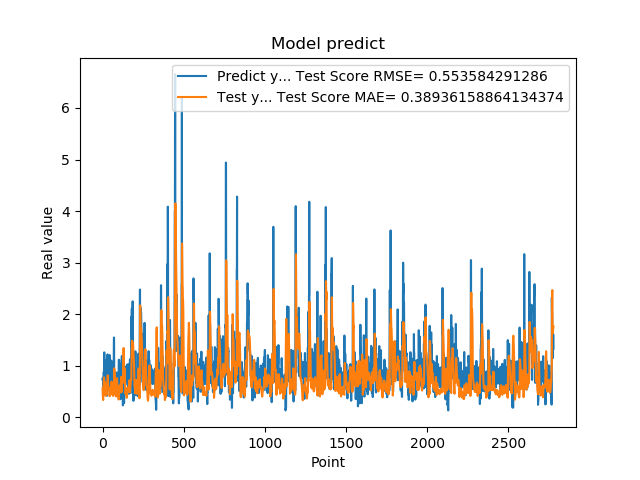 Model predict
Predict y... Test Score RMSE= 0.553584291286
Test y... Test Score MAE= 0.38936158864134374
Real value
6
5
4
3
2
1
0
0 500 1000 1500 2000 2500
Point